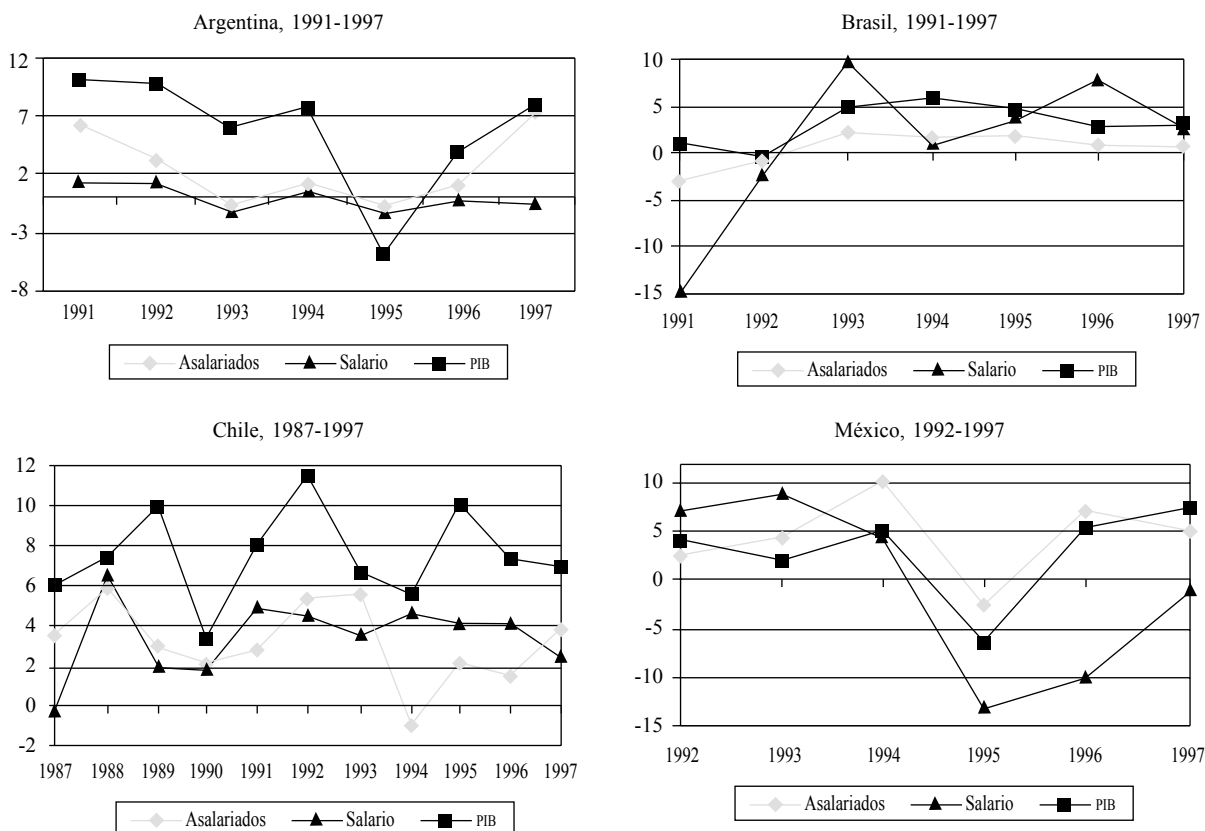 Argentina, 1991-1997
12
7
2
-3
-8
1991 1992 1993 1994 1995 1996 1997
Asalariados Salario PIB
Brasil, 1991-1997
10
5
0
-5
-10
-15
1991 1992 1993 1994 1995 1996 1997
Asalariados Salario PIB
Chile, 1987-1997
12
10
8
6
4
2
0
-2
1987 1988 1989 1990 1991 1992 1993 1994 1995 1996 1997
Asalariados Salario PIB
México, 1992-1997
10
5
0
-5
-10
-15
1992 1993 1994 1995 1996 1997
Asalariados Salario PIB